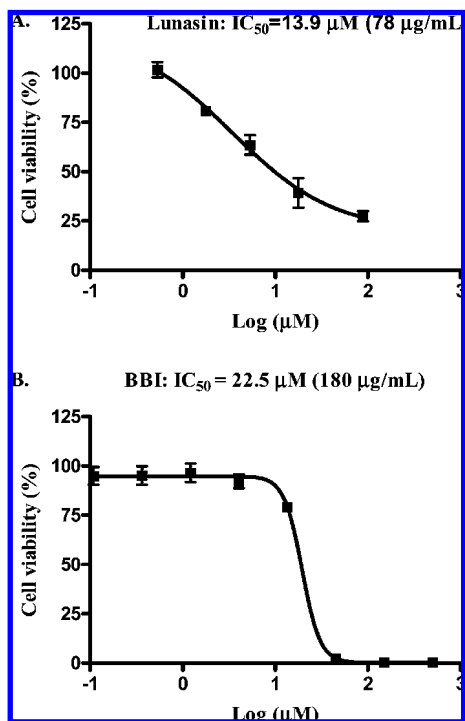 A. Lunasin: IC50=13.9 μM (78 μg/mL
125
100
75
50
25
0
Cell viability (%)
-1 0 1 2 3
Log (μM)
B. BBI: IC50 = 22.5 μM (180 μg/mL)
125
100
75
50
25
0
Cell viability (%)
-1 0 1 2 3
Log (μM)